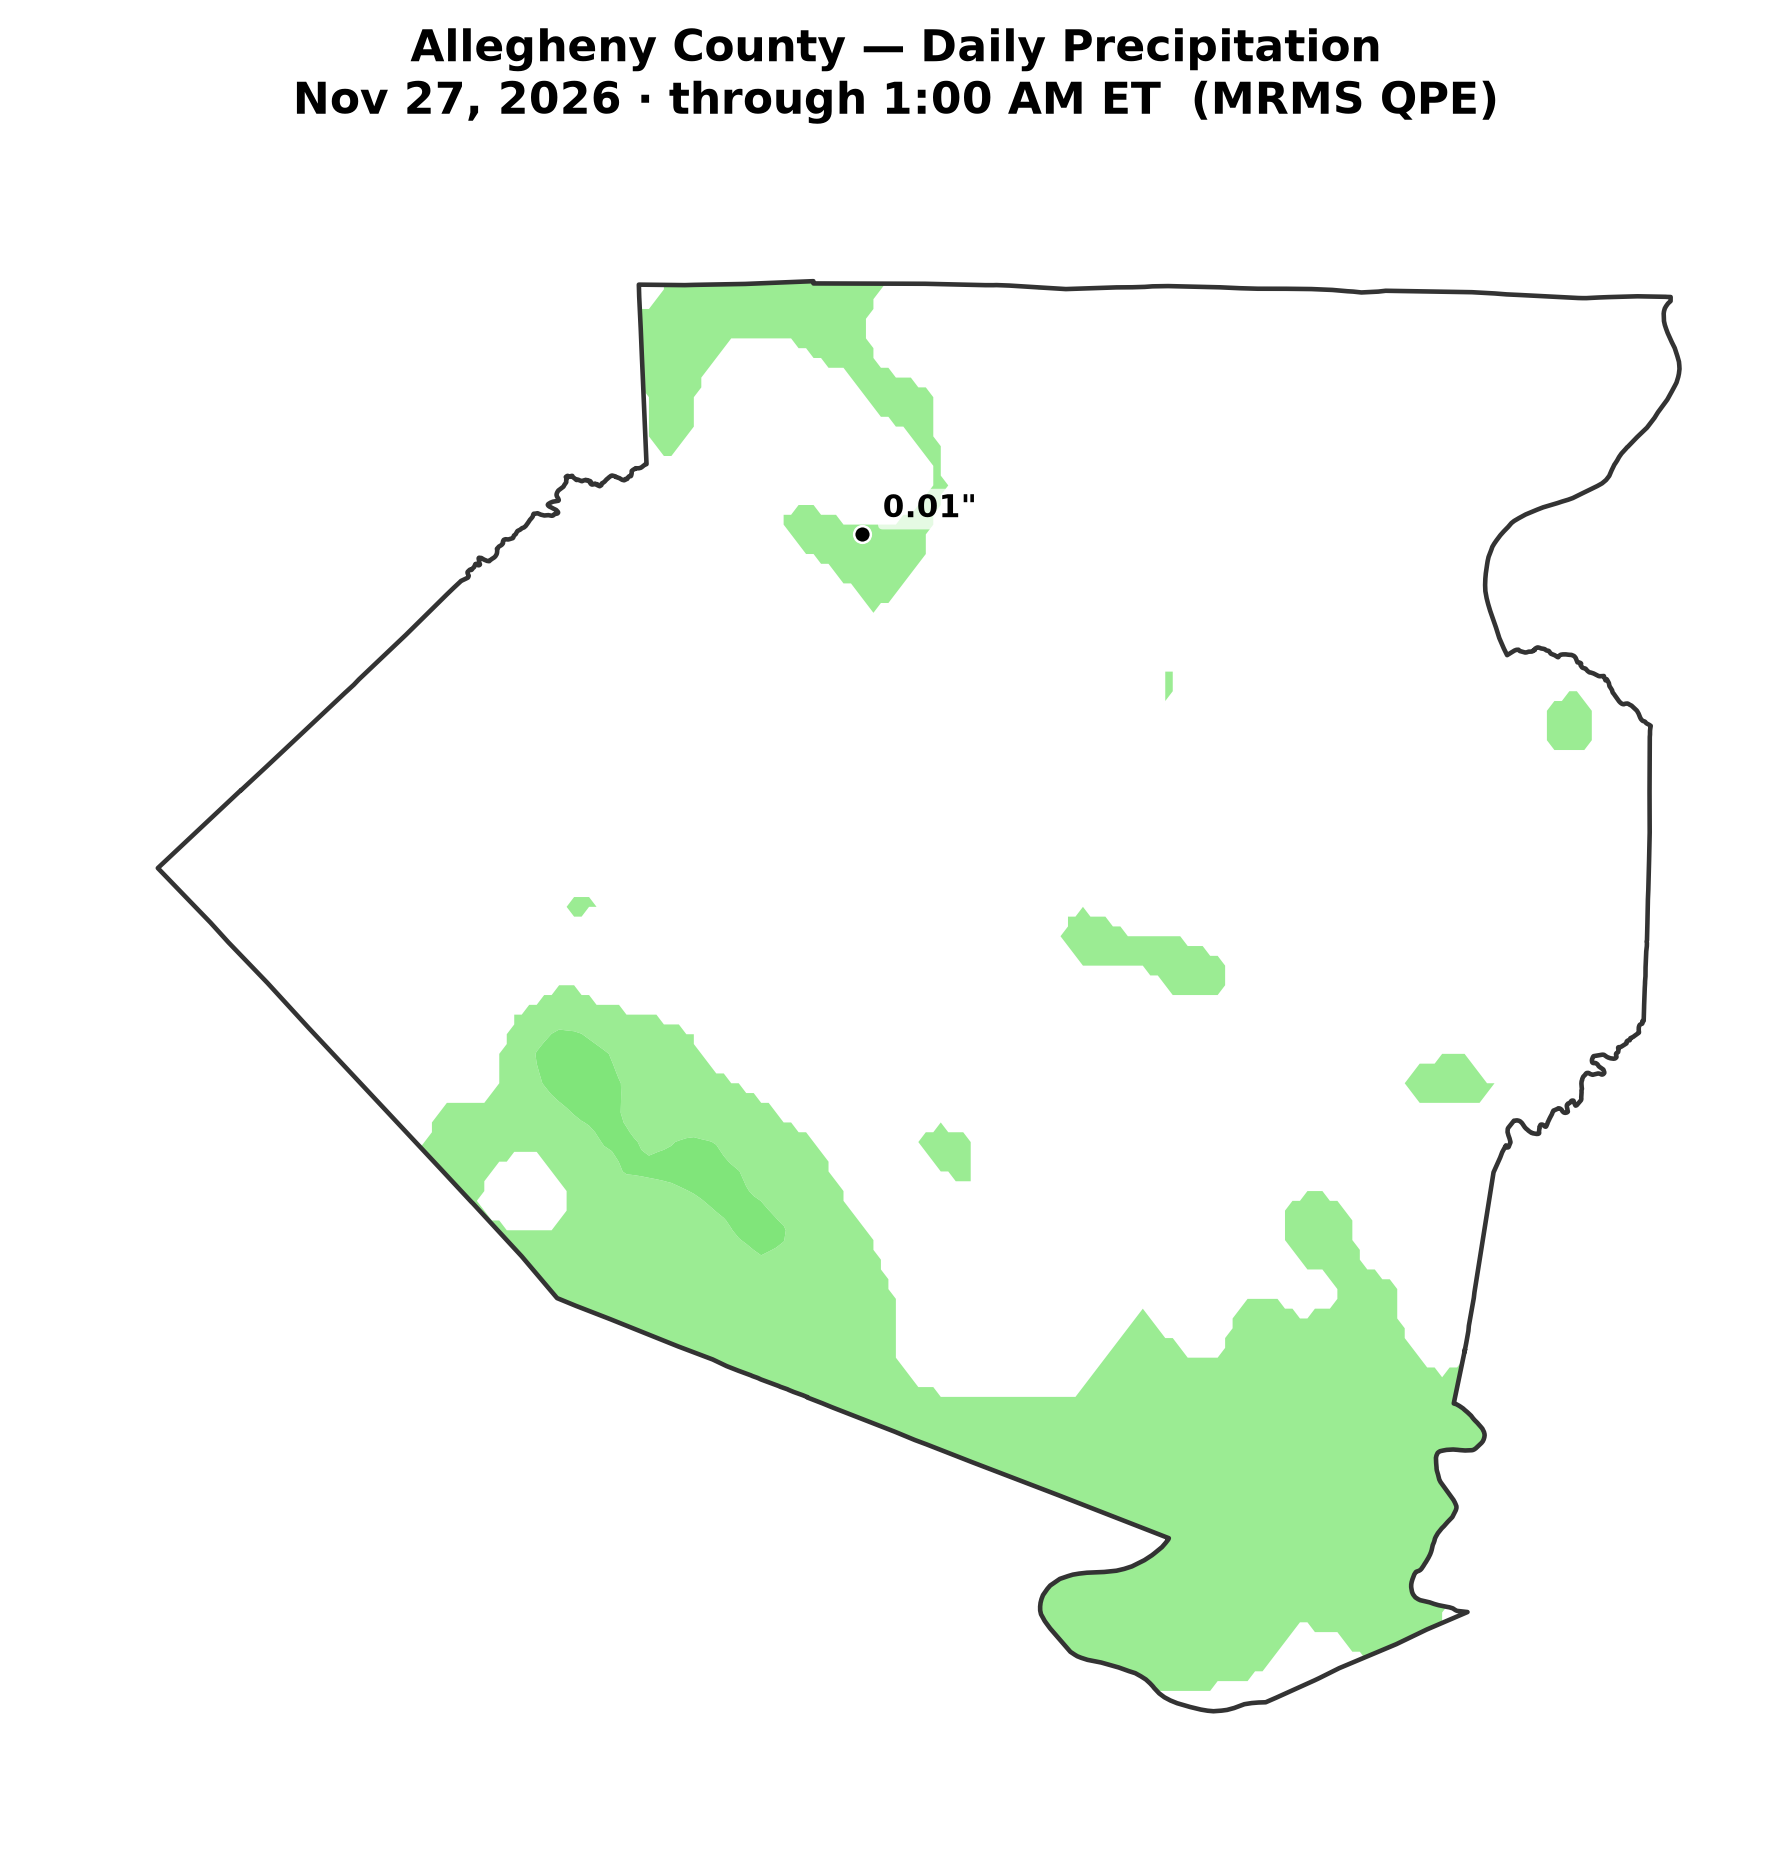 Allegheny County — Daily Precipitation
Nov 27, 2026 · through 1:00 AM ET (MRMS QPE)
0.01"